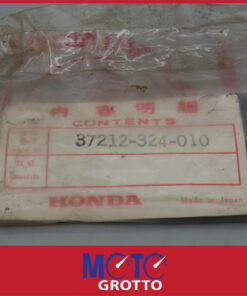 内容明細
CONTENTS
37212-324-010
HONDA
Made in Japan
MOTO
GROTTO